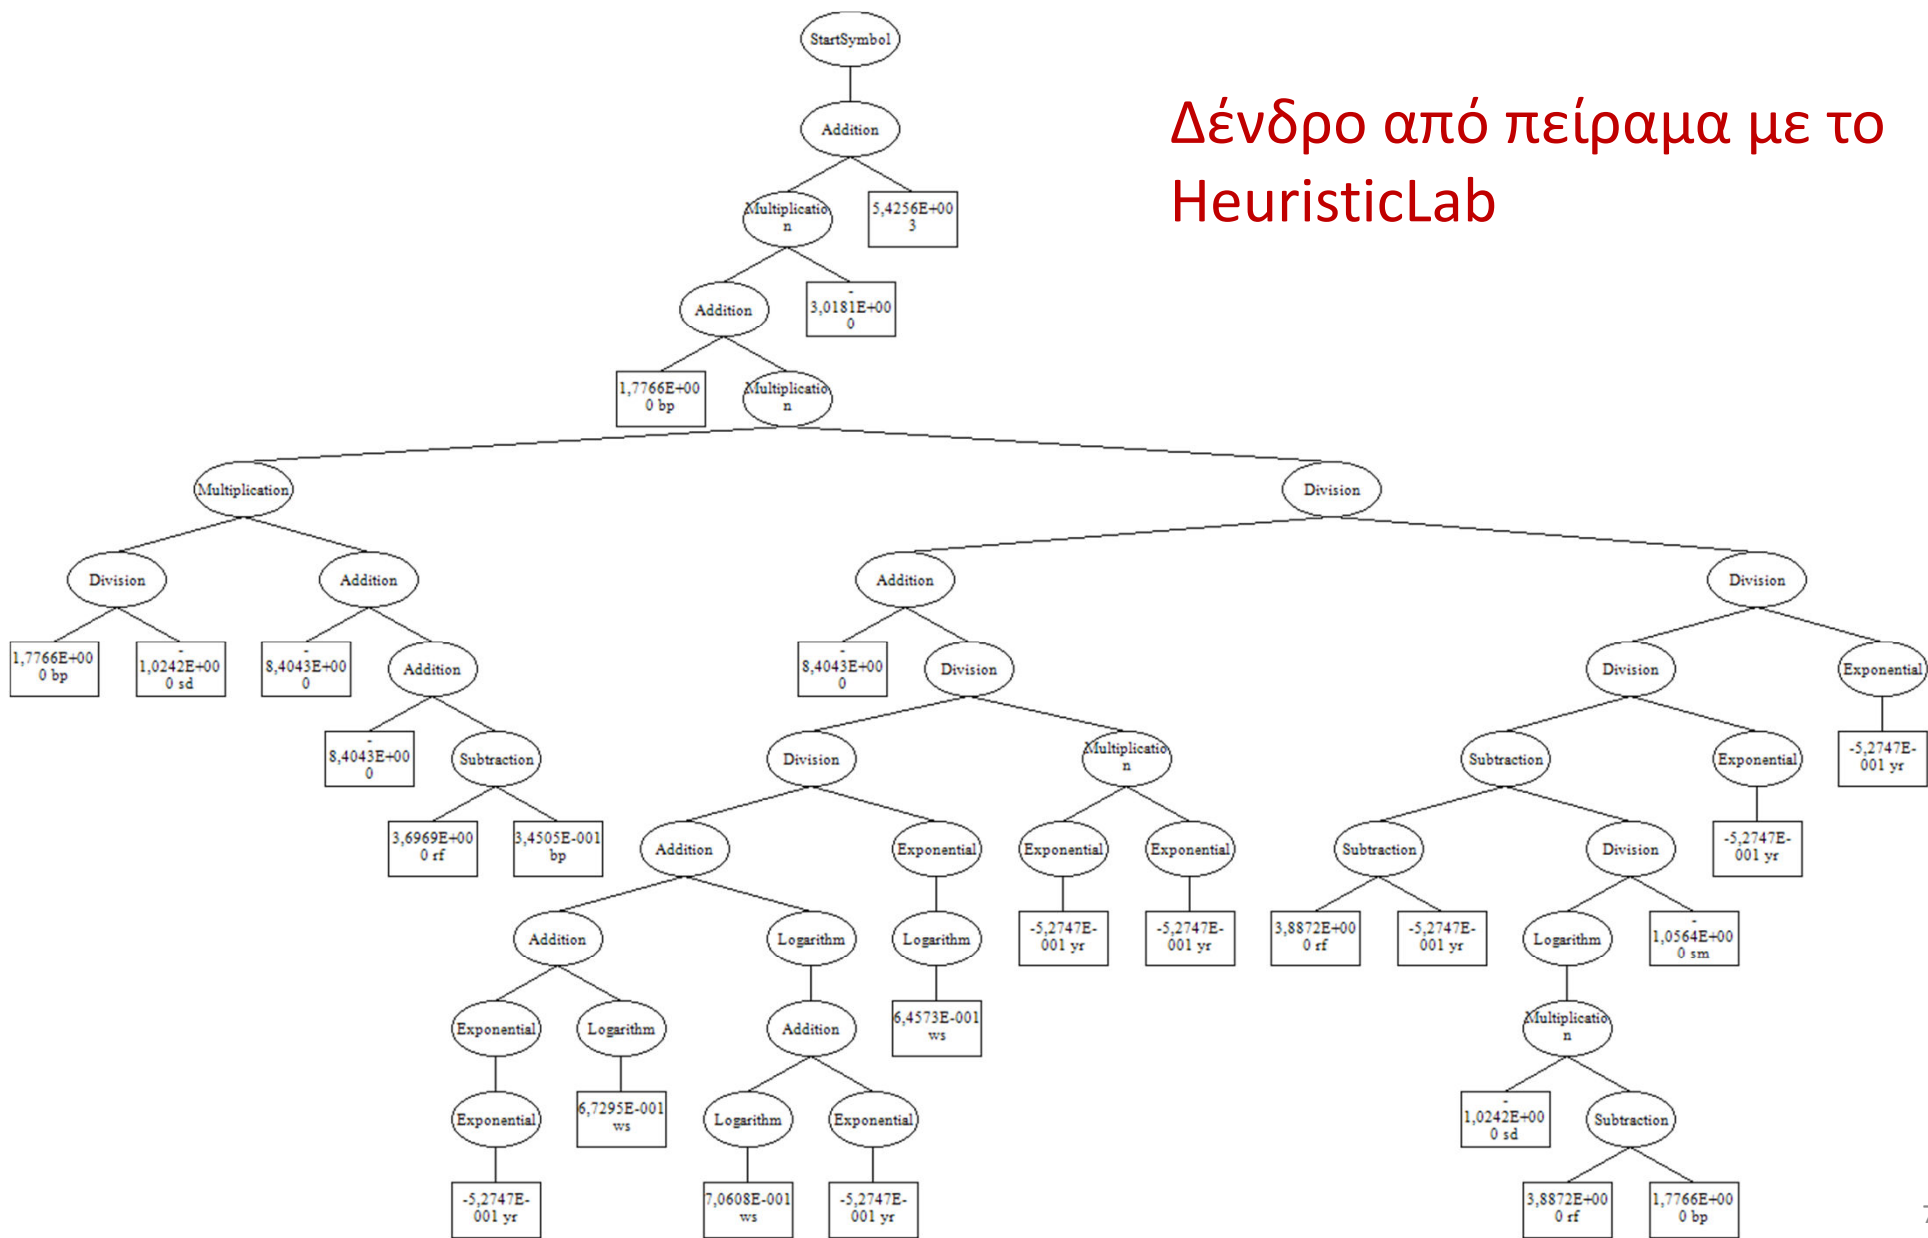 StartSymbol
Δένδρο από πείραμα με το
HeuristicLab
Addition
Multiplicatio
n
5,4256E+00
3
Addition
-
3,0181E+00
0
1,7766E+00
0 bp
Multiplicatio
n
Multiplication
Division
Division
Addition
Addition
Division
1,7766E+00
0 bp
-
1,0242E+00
0 sd
-
8,4043E+00
0
Addition
-
8,4043E+00
0
Division
Division
Exponential
-
8,4043E+00
0
Subtraction
Division
Multiplicatio
n
Subtraction
Exponential
-5,2747E-
001 yr
3,6969E+00
0 rf
3,4505E-001
bp
Addition
Exponential
Exponential
Exponential
Subtraction
Division
-5,2747E-
001 yr
Addition
Logarithm
Logarithm
-5,2747E-
001 yr
-5,2747E-
001 yr
3,8872E+00
0 rf
-5,2747E-
001 yr
Logarithm
-
1,0564E+00
0 sm
Exponential
Logarithm
Addition
6,4573E-001
ws
Multiplicatio
n
Exponential
6,7295E-001
ws
Logarithm
Exponential
-
1,0242E+00
0 sd
Subtraction
-5,2747E-
001 yr
7,0608E-001
ws
-5,2747E-
001 yr
3,8872E+00
0 rf
1,7766E+00
0 bp
7